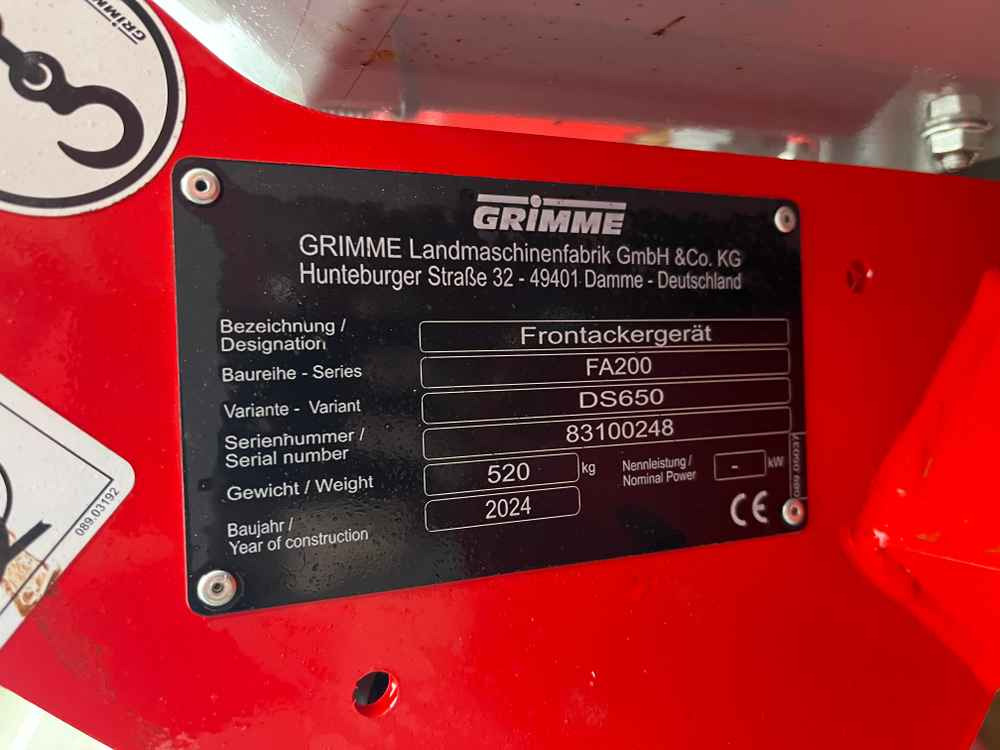 GRIMME
GRIMME
GRIMME Landmaschinenfabrik GmbH &Co. KG
Hunteburger Straße 32 - 49401 Damme - Deutschland
Bezeichnung /
Designation
Frontackergerät
Baureihe - Series
FA200
Variante - Variant
DS650
Serienhummer /
Serial number
83100248
Gewicht / Weight
520
kg
Nennleistung /
Nominal Power
-
kW
Baujahr /
Year of construction
2024
CE
089.03192